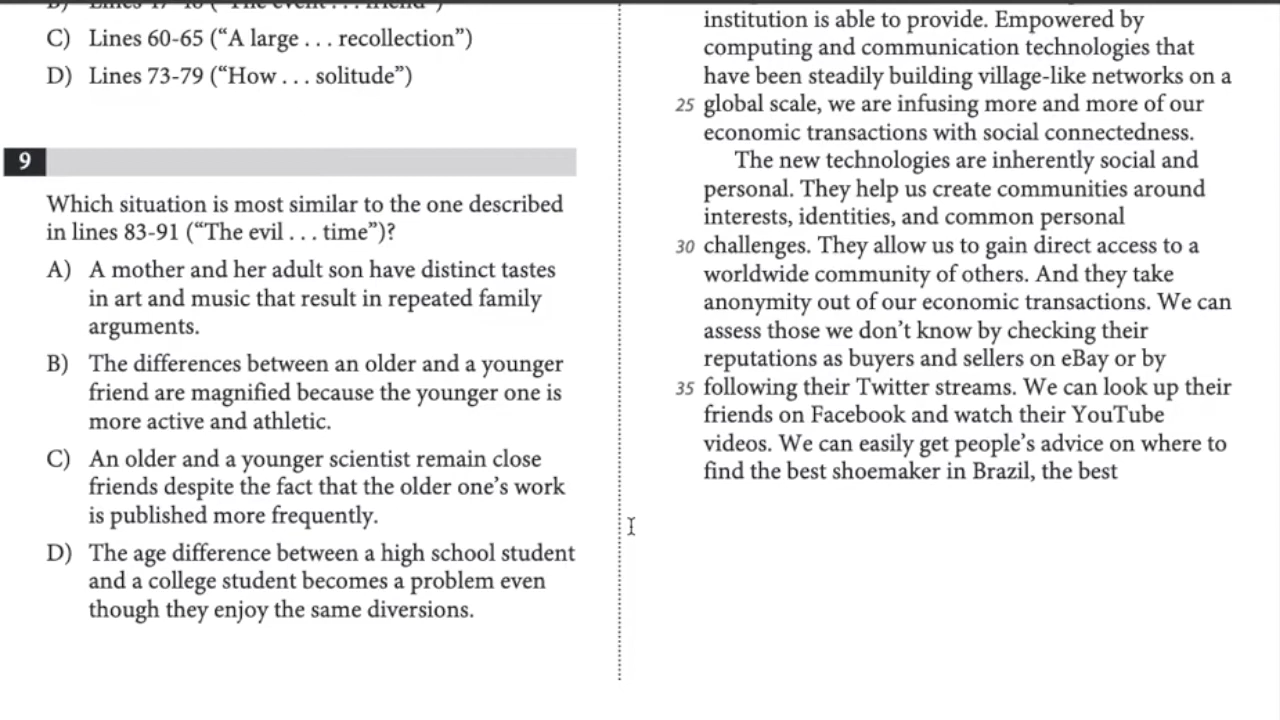 C) Lines 60-65 (“A large . . . recollection”)
D) Lines 73-79 (“How . . . solitude”)
9
Which situation is most similar to the one described
in lines 83-91 (“The evil . . . time”)?
A) A mother and her adult son have distinct tastes
in art and music that result in repeated family
arguments.
B) The differences between an older and a younger
friend are magnified because the younger one is
more active and athletic.
C) An older and a younger scientist remain close
friends despite the fact that the older one’s work
is published more frequently.
D) The age difference between a high school student
and a college student becomes a problem even
though they enjoy the same diversions.
institution is able to provide. Empowered by
computing and communication technologies that
have been steadily building village-like networks on a
25 global scale, we are infusing more and more of our
economic transactions with social connectedness.
The new technologies are inherently social and
personal. They help us create communities around
interests, identities, and common personal
30 challenges. They allow us to gain direct access to a
worldwide community of others. And they take
anonymity out of our economic transactions. We can
assess those we don’t know by checking their
reputations as buyers and sellers on eBay or by
35 following their Twitter streams. We can look up their
friends on Facebook and watch their YouTube
videos. We can easily get people’s advice on where to
find the best shoemaker in Brazil, the best